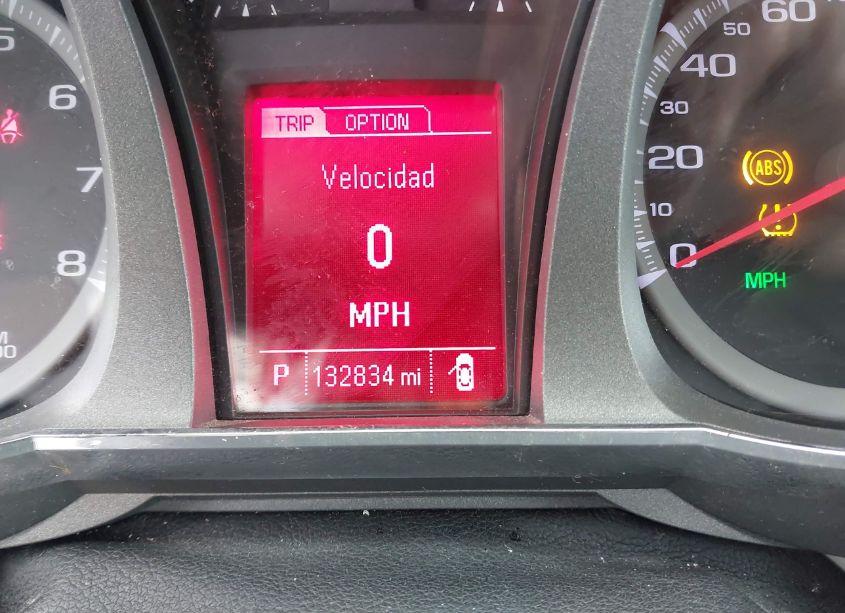 TRIP OPTION
Velocidad
0
MPH
P 132834 mi
5
6
7
8
60
50
40
30
20
10
0
ABS
MPH